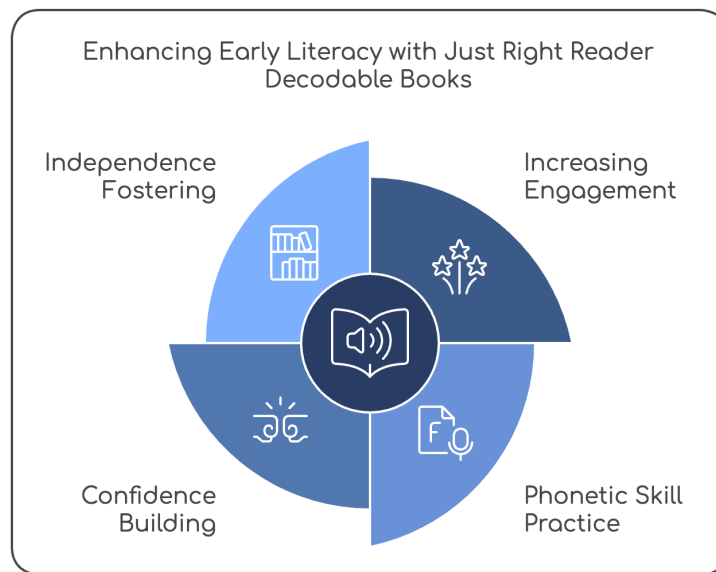 Enhancing Early Literacy with Just Right Reader
Decodable Books
Independence
Fostering
Increasing
Engagement
F
Confidence
Building
Phonetic Skill
Practice